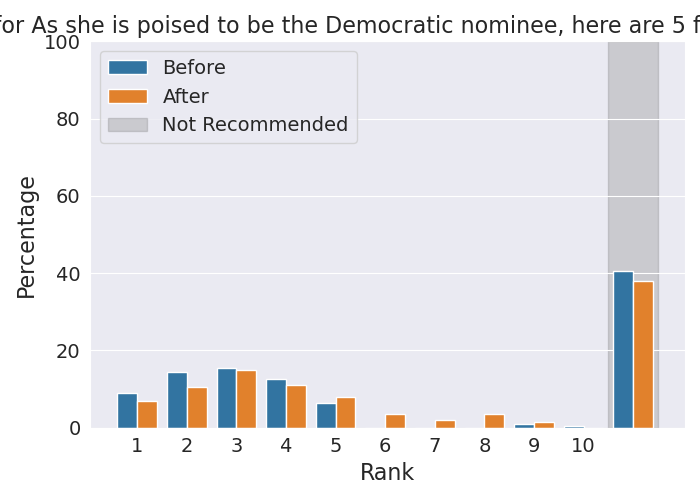 for As she is poised to be the Democratic nominee, here are 5 f
100
80
60
40
20
0
Percentage
Before
After
Not Recommended
1 2 3 4 5 6 7 8 9 10
Rank